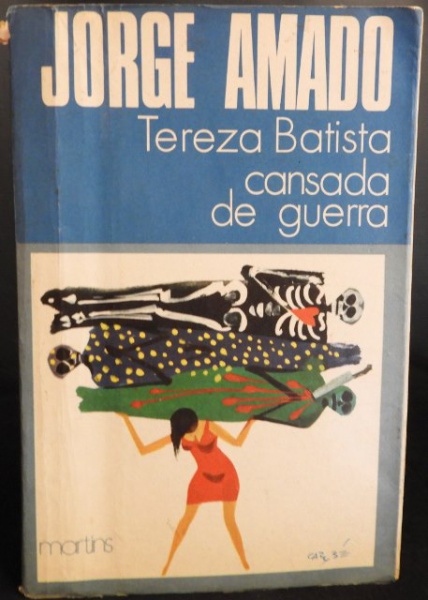 JORGE AMADO
Tereza Batista
cansada
de guerra
martins